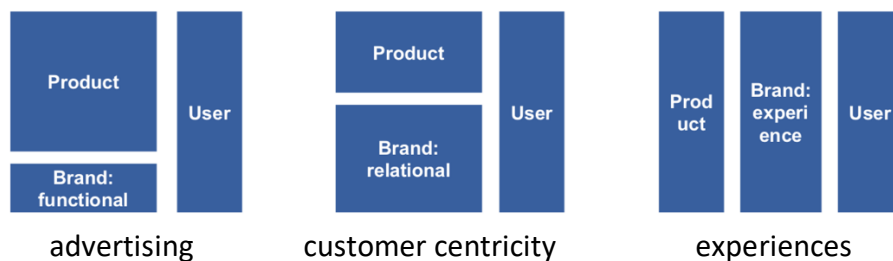 Product
Brand:
functional
User
advertising
Product
Brand:
relational
User
customer centricity
Prod
uct
Brand:
experi
ence
User
experiences